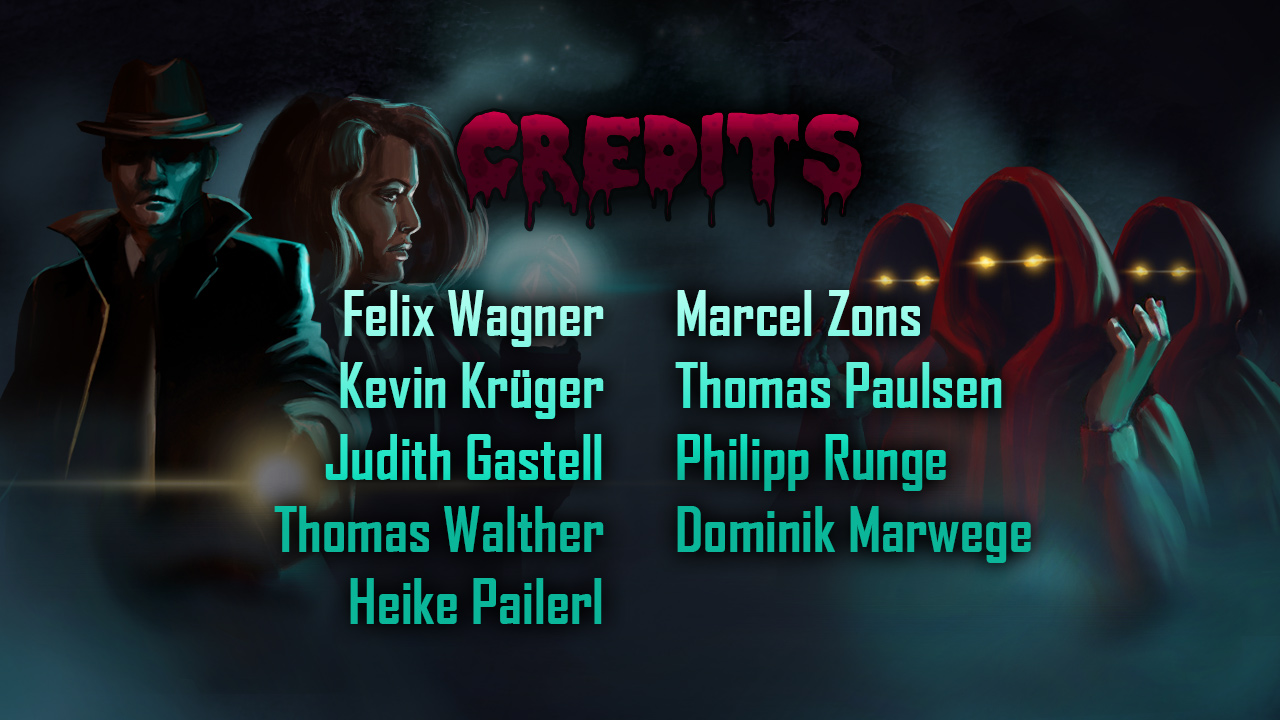 CREDITS
Felix Wagner
Kevin Krüger
Judith Gastell
Thomas Walther
Heike Pailerl
Marcel Zons
Thomas Paulsen
Philipp Runge
Dominik Marwege